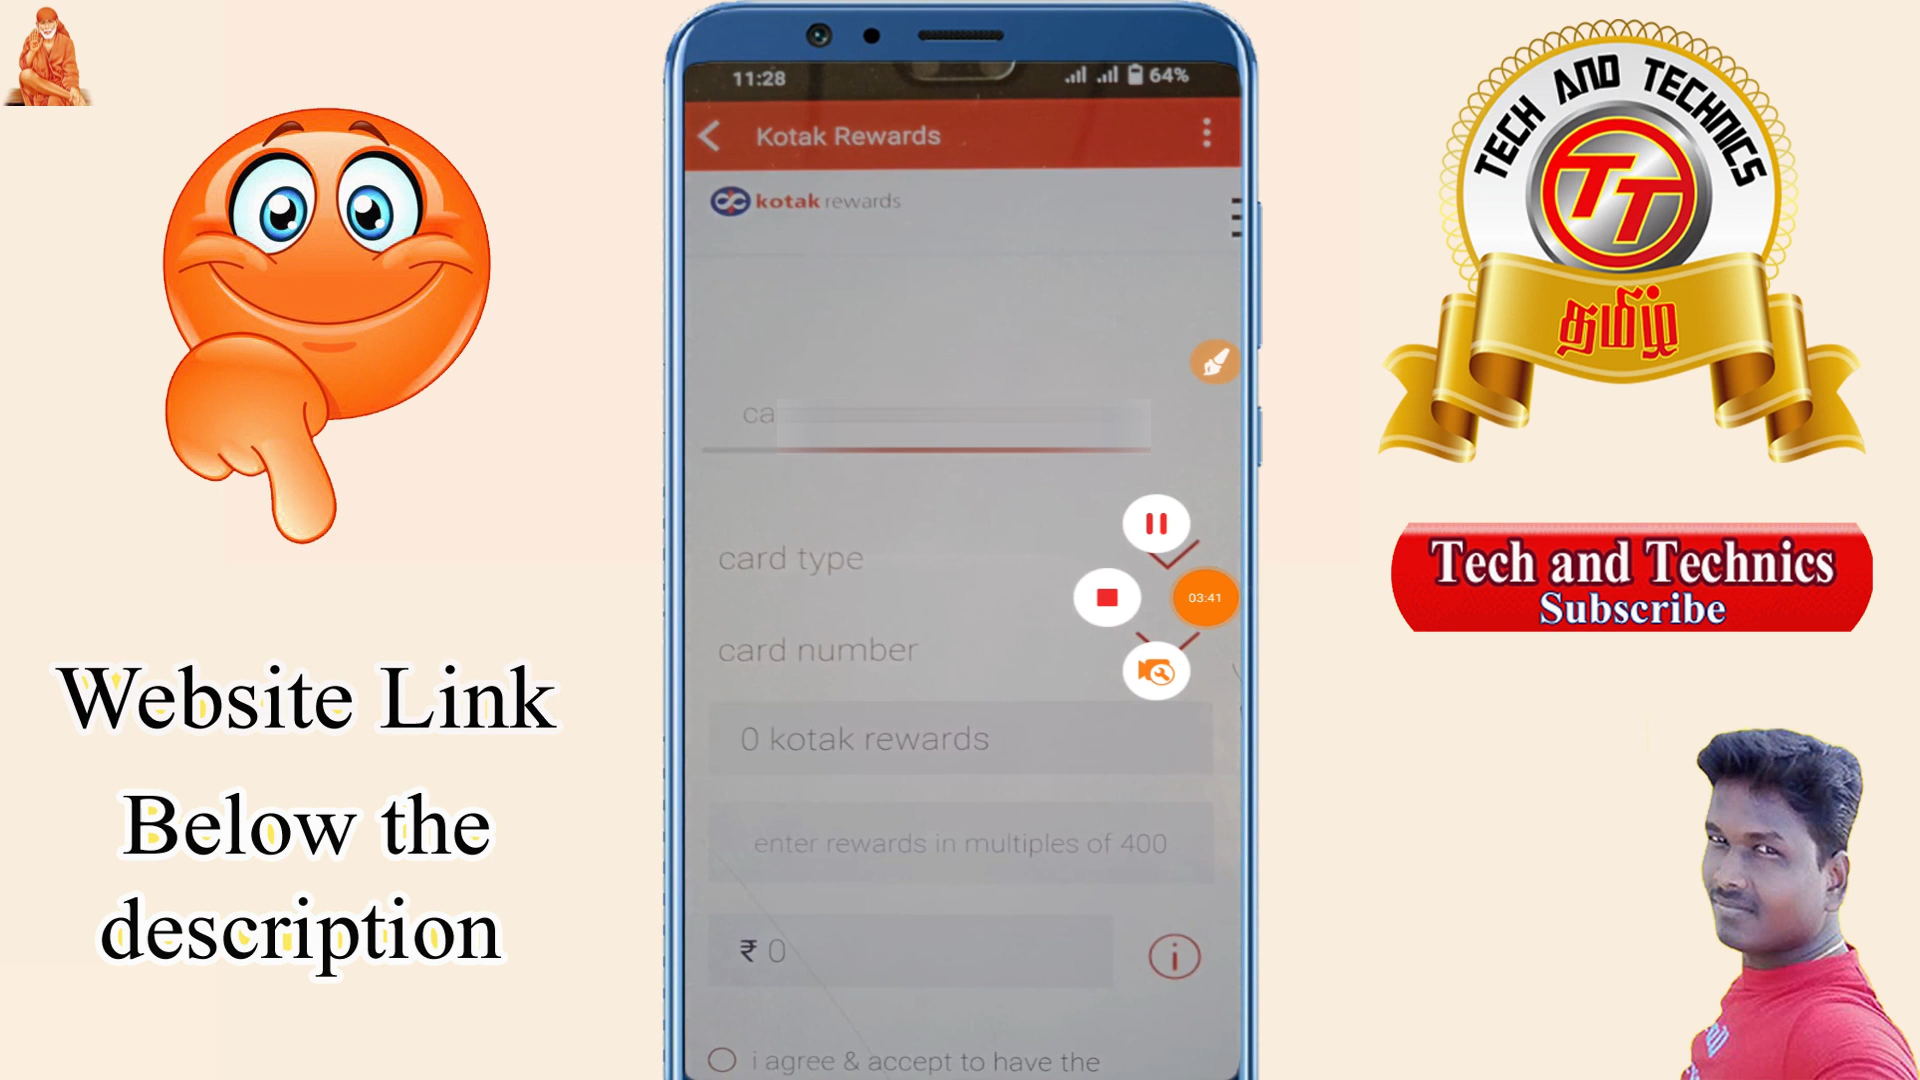 11:28
64%
Kotak Rewards
kotak rewards
ca
card type
03:41
card number
0 kotak rewards
enter rewards in multiples of 400
₹ 0
i
i agree & accept to have the
Website Link
Below the
description
TECH AND TECHNICS
TT
தமிழ்
Tech and Technics
Subscribe